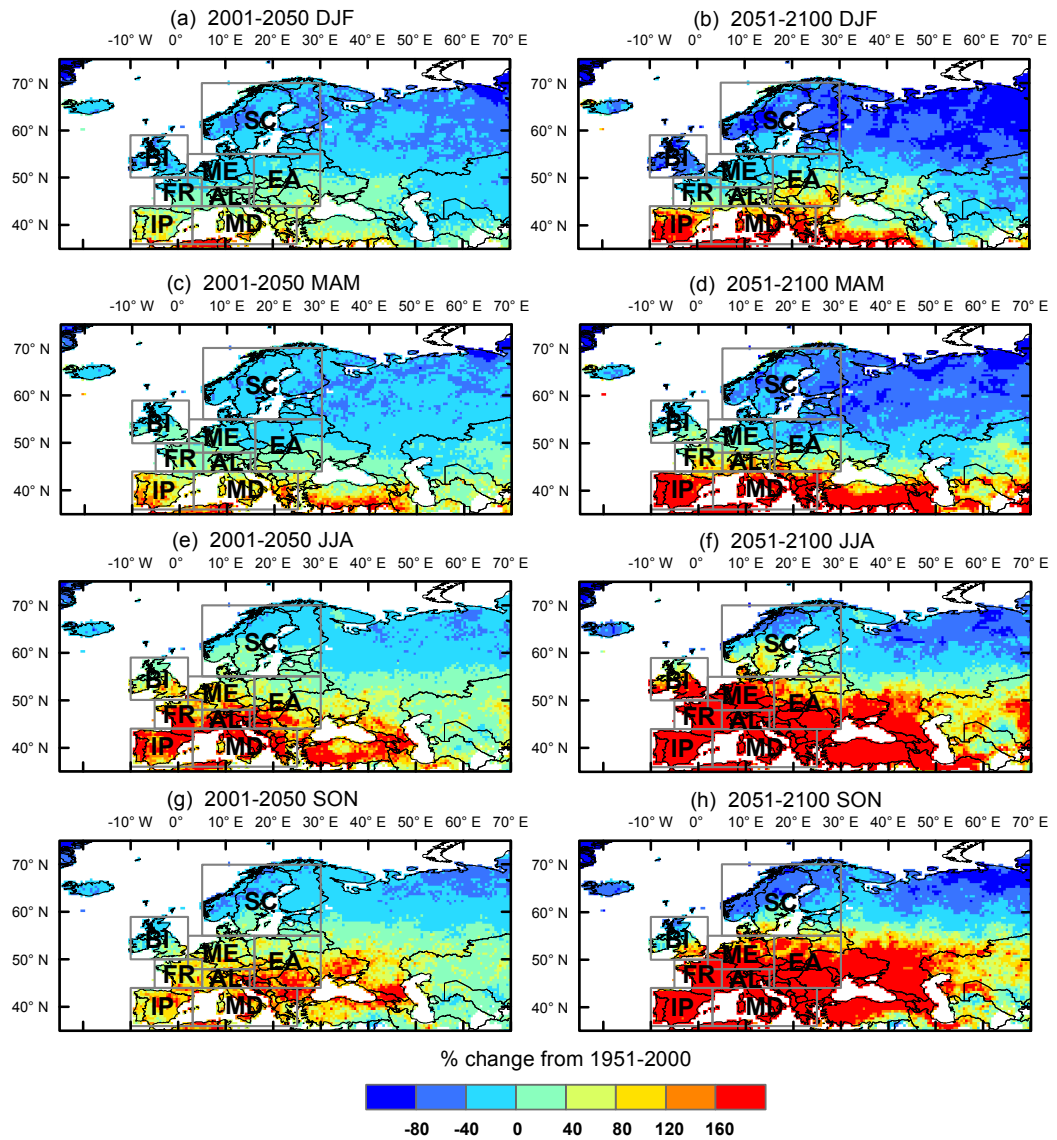 (a) 2001-2050 DJF (b) 2051-2100 DJF
-10° W 0° 10° E 20° E 30° E 40° E 50° E 60° E 70° E -10° W 0° 10° E 20° E 30° E 40° E 50° E 60° E 70° E
70° N 70° N
SC SC
60° N 60° N
BI BI
ME ME
50° N EA 50° N EA
FR AL FR AL
40° N IP MD 40° N IP MD
(c) 2001-2050 MAM (d) 2051-2100 MAM
-10° W 0° 10° E 20° E 30° E 40° E 50° E 60° E 70° E -10° W 0° 10° E 20° E 30° E 40° E 50° E 60° E 70° E
70° N 70° N
SC SC
60° N 60° N
BI BI
ME EA ME EA
50° N 50° N
FR AL FR AL
40° N IP MD 40° N IP MD
(e) 2001-2050 JJA (f) 2051-2100 JJA
-10° W 0° 10° E 20° E 30° E 40° E 50° E 60° E 70° E -10° W 0° 10° E 20° E 30° E 40° E 50° E 60° E 70° E
70° N 70° N
SC SC
60° N 60° N
BI BI
ME EA ME EA
50° N 50° N
FR AL FR AL
40° N IP MD 40° N IP MD
(g) 2001-2050 SON (h) 2051-2100 SON
-10° W 0° 10° E 20° E 30° E 40° E 50° E 60° E 70° E -10° W 0° 10° E 20° E 30° E 40° E 50° E 60° E 70° E
70° N 70° N
SC SC
60° N 60° N
BI BI
ME EA ME EA
50° N 50° N
FR AL FR AL
40° N IP MD 40° N IP MD
% change from 1951-2000
-80 -40 0 40 80 120 160